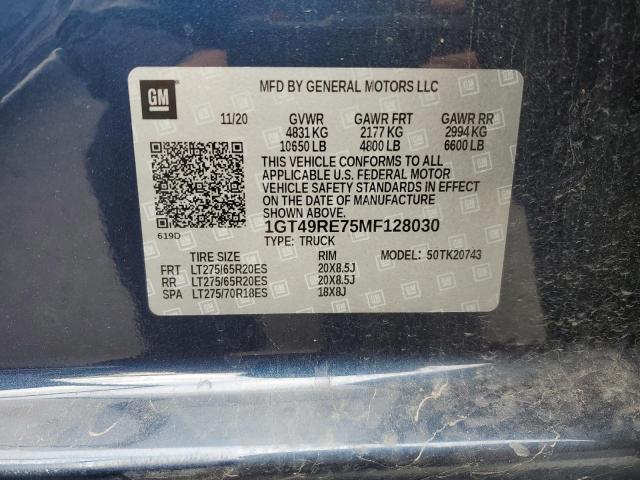 GM
MFD BY GENERAL MOTORS LLC
11/20 GVWR GAWR FRT GAWR RR
4831 KG 2177 KG 2994 KG
10650 LB 4800 LB 6600 LB
THIS VEHICLE CONFORMS TO ALL
APPLICABLE U.S. FEDERAL MOTOR
VEHICLE SAFETY STANDARDS IN EFFECT
ON THE DATE OF MANUFACTURE
SHOWN ABOVE.
619D
1GT49RE75MF128030
TYPE: TRUCK MODEL: 50TK20743
TIRE SIZE RIM
FRT LT275/65R20ES 20X8.5J
RR LT275/65R20ES 20X8.5J
SPA LT275/70R18ES 18X8J